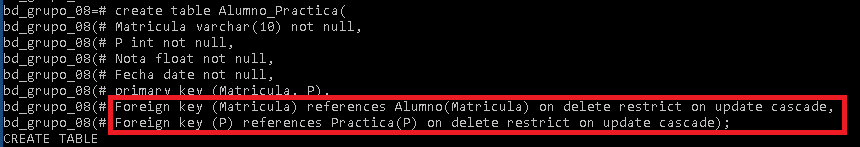 bd_grupo_08=# create table Alumno_Practica(
bd_grupo_08(# Matricula varchar(10) not null,
bd_grupo_08(# P int not null,
bd_grupo_08(# Nota float not null,
bd_grupo_08(# Fecha date not null,
bd_grupo_08(# primary key (Matricula, P),
bd_grupo_08(# Foreign key (Matricula) references Alumno(Matricula) on delete restrict on update cascade,
bd_grupo_08(# Foreign key (P) references Practica(P) on delete restrict on update cascade);
CREATE TABLE